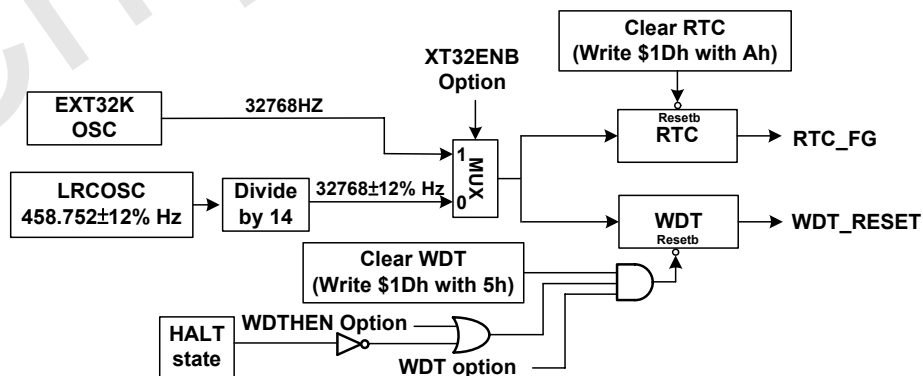 Clear RTC
(Write $1Dh with Ah)
XT32ENB
Option
EXT32K
OSC
32768HZ
Resetb
RTC
RTC_FG
1
MUX
0
LRCOSC
458.752±12% Hz
Divide
by 14
32768±12% Hz
WDT
Resetb
WDT_RESET
Clear WDT
(Write $1Dh with 5h)
WDTHEN Option
HALT
state
WDT option